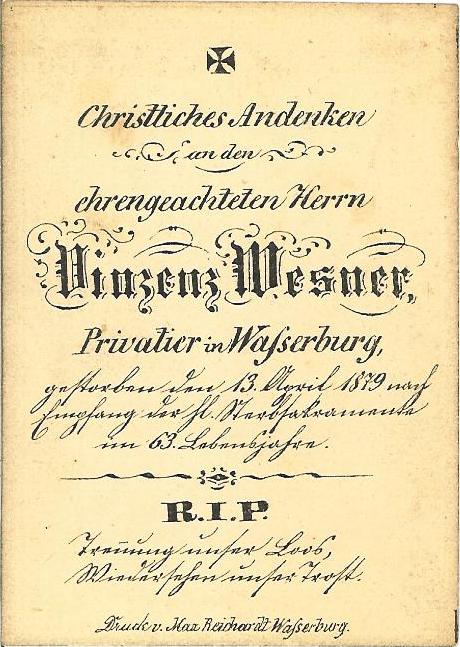 Christliches Andenken
an den
ehrengeachteten Herrn
Vinzenz Wesner,
Privatier in Waſserburg,
gestorben den 13. April 1879 nach
Empfang der hl. Sterbsakramente
im 63. Lebensjahre.
R.I.P.
Trennung unser Loos,
Wiedersehen unser Trost.
Druck v. Max Reichardt Waſserburg.